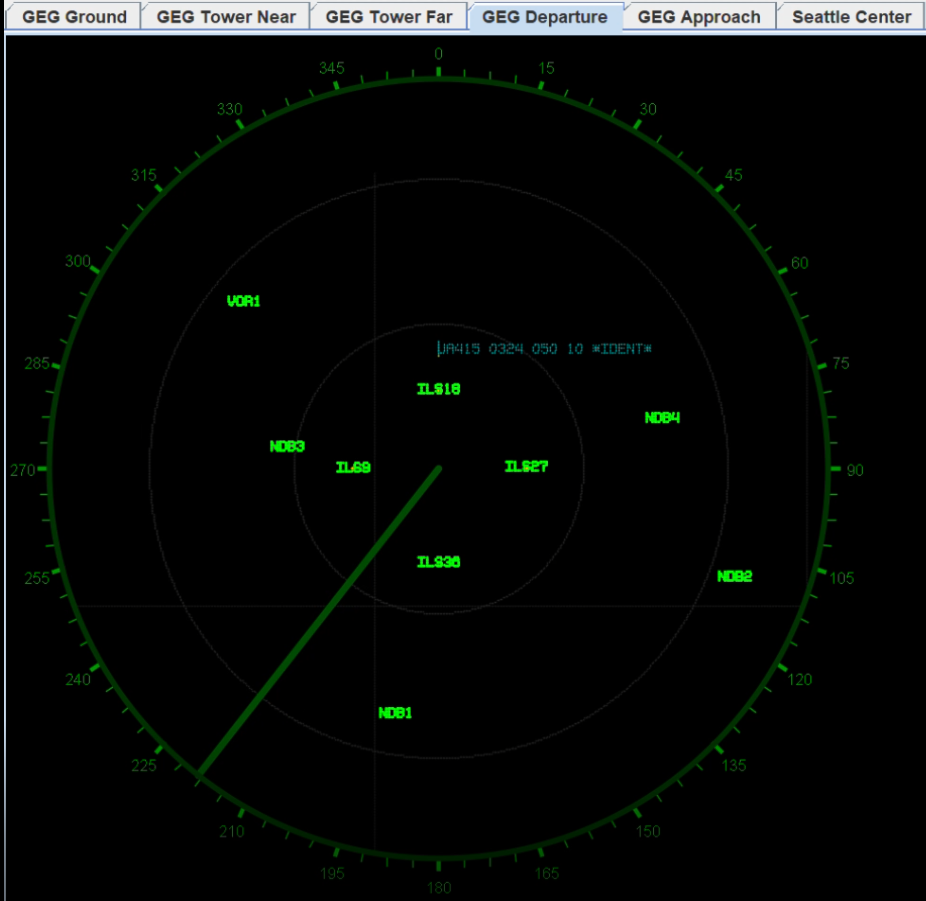 GEG Ground GEG Tower Near GEG Tower Far GEG Departure GEG Approach Seattle Center
0
345 15
330 30
315 45
300 60
VOR1
UA415 0324 050 10 *IDENT*
285 75
ILS18
NDB4
NDB3
ILS9 ILS27
270 90
ILS36
255 NDB2 105
240 120
NDB1
225 135
210 150
195 165
180